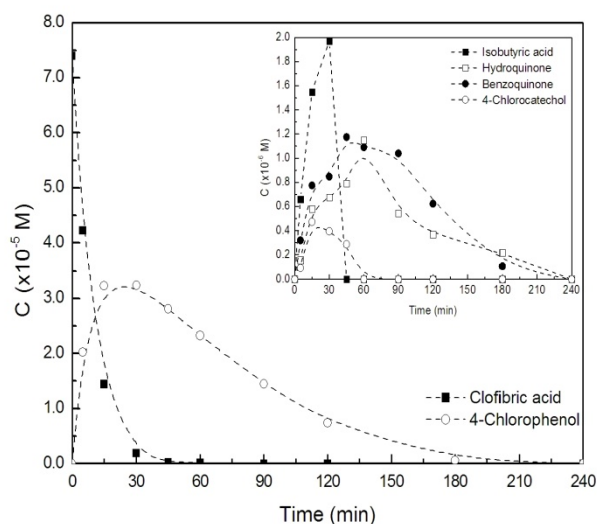 8.0
7.0
6.0
5.0
4.0
3.0
2.0
1.0
0.0
C (x10⁻⁵ M)
0 30 60 90 120 150 180 210 240
Time (min)
Clofibric acid
4-Chlorophenol
2.0
1.8
1.6
1.4
1.2
1.0
0.8
0.6
0.4
0.2
0.0
C (x10⁻⁶ M)
0 30 60 90 120 150 180 210 240
Time (min)
Isobutyric acid
Hydroquinone
Benzoquinone
4-Chlorocatechol